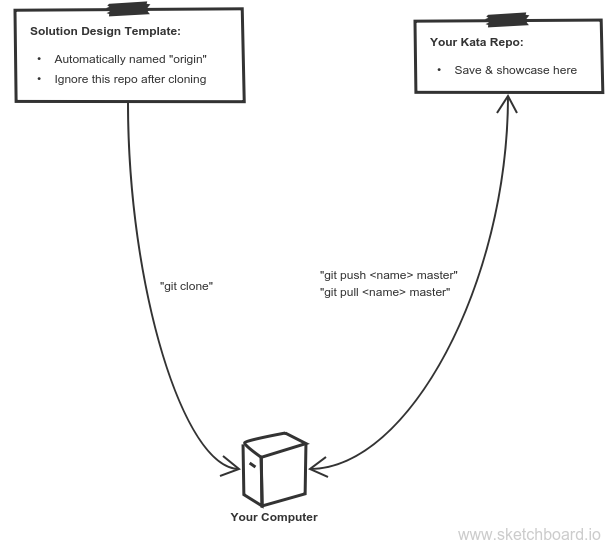 Solution Design Template:
• Automatically named "origin"
• Ignore this repo after cloning
Your Kata Repo:
• Save & showcase here
"git clone"
"git push <name> master"
"git pull <name> master"
Your Computer
www.sketchboard.io